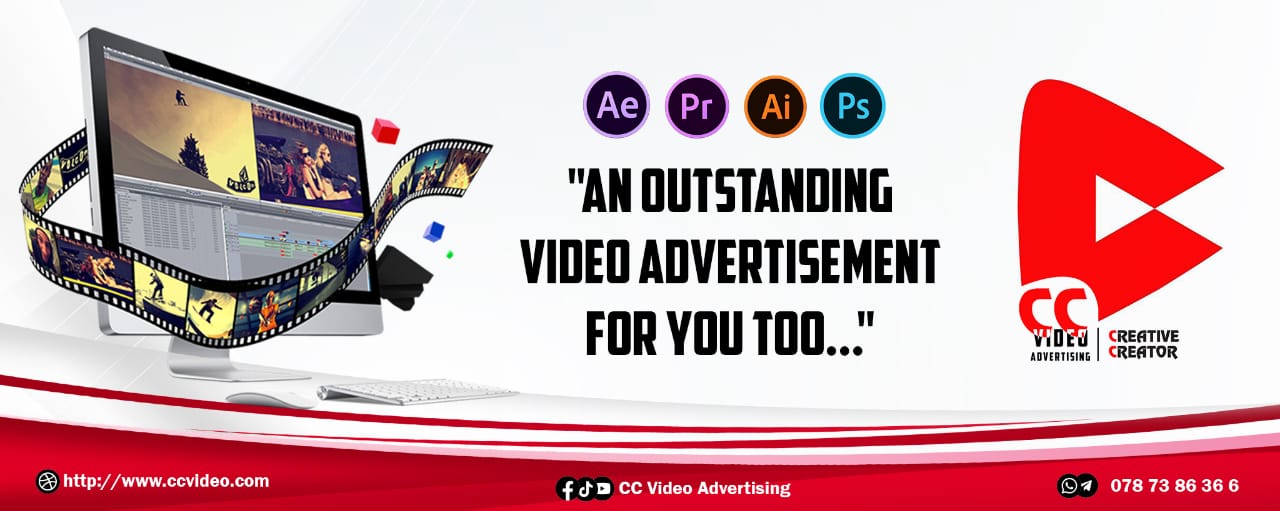 Ae Pr Ai Ps
"AN OUTSTANDING
VIDEO ADVERTISEMENT
FOR YOU TOO..."
CC
VIDEO
ADVERTISING
CREATIVE
CREATOR
VOLCOM
http://www.ccvideo.com
CC Video Advertising
078 73 86 36 6